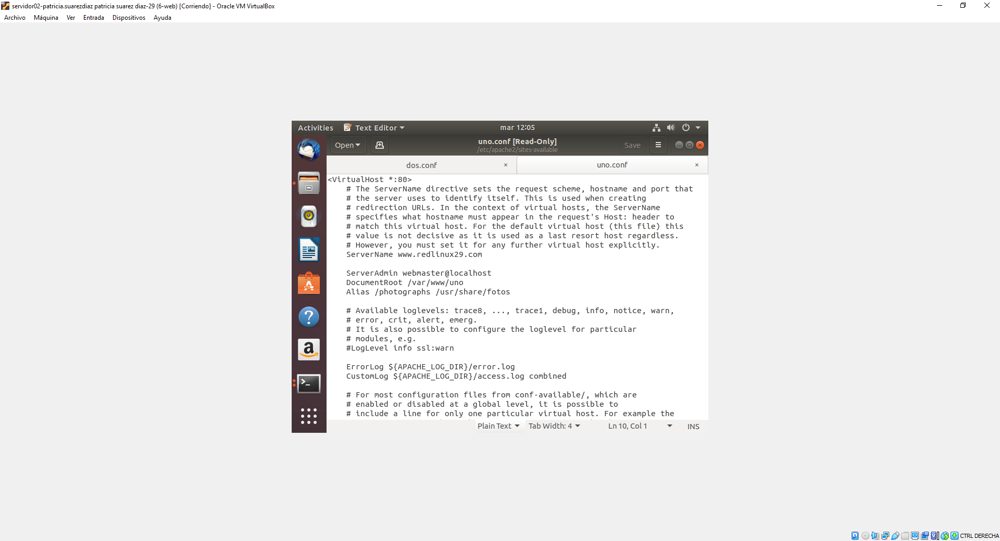 servidor02-patricia.suarezdiaz patricia suarez diaz-29 (6-web) [Corriendo] - Oracle VM VirtualBox
Archivo Máquina Ver Entrada Dispositivos Ayuda
Activities Text Editor mar 12:05
Open uno.conf [Read-Only] Save
/etc/apache2/sites-available
dos.conf × uno.conf ×
<VirtualHost *:80>
# The ServerName directive sets the request scheme, hostname and port that
# the server uses to identify itself. This is used when creating
# redirection URLs. In the context of virtual hosts, the ServerName
# specifies what hostname must appear in the request's Host: header to
# match this virtual host. For the default virtual host (this file) this
# value is not decisive as it is used as a last resort host regardless.
# However, you must set it for any further virtual host explicitly.
ServerName www.redlinux29.com
ServerAdmin webmaster@localhost
DocumentRoot /var/www/uno
Alias /photographs /usr/share/fotos
# Available loglevels: trace8, ..., trace1, debug, info, notice, warn,
# error, crit, alert, emerg.
# It is also possible to configure the loglevel for particular
# modules, e.g.
#LogLevel info ssl:warn
ErrorLog ${APACHE_LOG_DIR}/error.log
CustomLog ${APACHE_LOG_DIR}/access.log combined
# For most configuration files from conf-available/, which are
# enabled or disabled at a global level, it is possible to
# include a line for only one particular virtual host. For example the
Plain Text Tab Width: 4 Ln 10, Col 1 INS
CTRL DERECHA